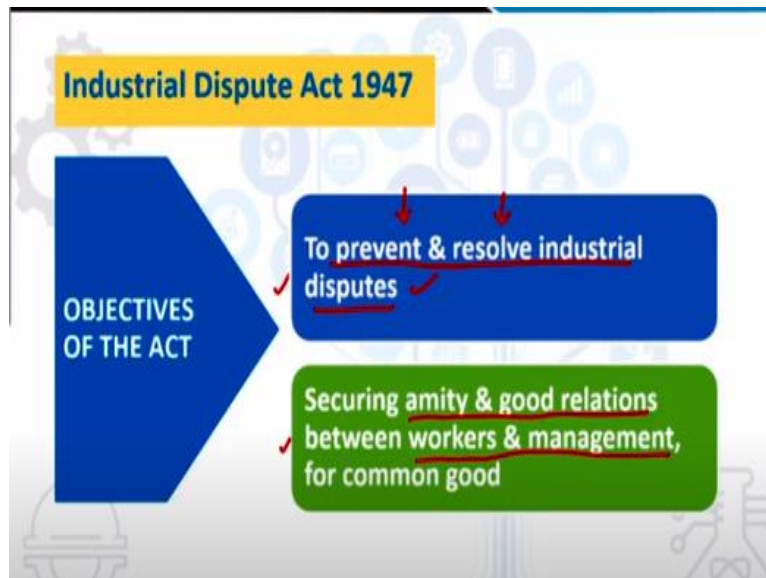 Industrial Dispute Act 1947
OBJECTIVES
OF THE ACT
To prevent & resolve industrial
disputes
Securing amity & good relations
between workers & management,
for common good